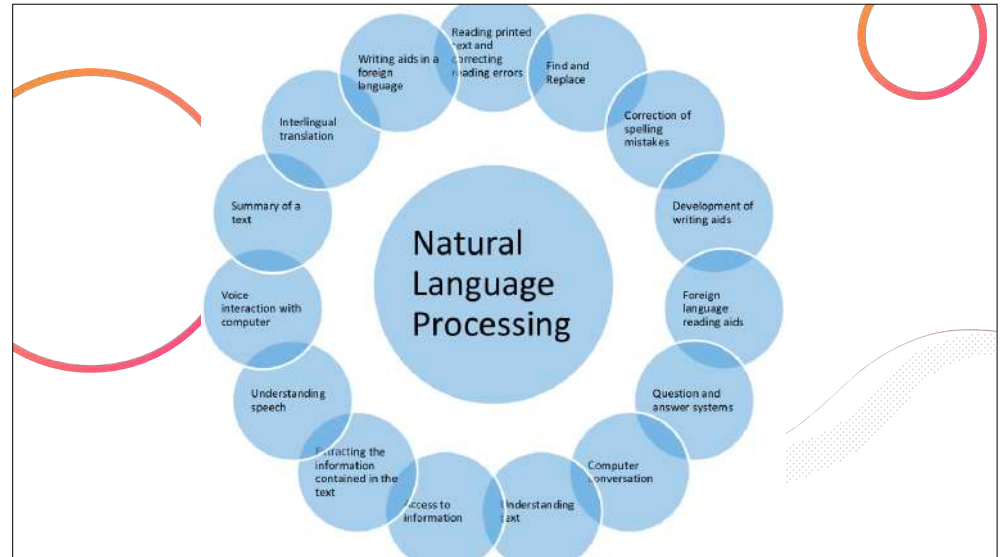 Reading printed
text and
correcting
reading errors
Find and
Replace
Correction of
spelling
mistakes
Development of
writing aids
Foreign
language
reading aids
Question and
answer systems
Computer
conversation
Understanding
text
Access to
information
Extracting the
information
contained in the
text
Understanding
speech
Voice
interaction with
computer
Summary of a
text
Interlingual
translation
Writing aids in a
foreign
language
Natural
Language
Processing